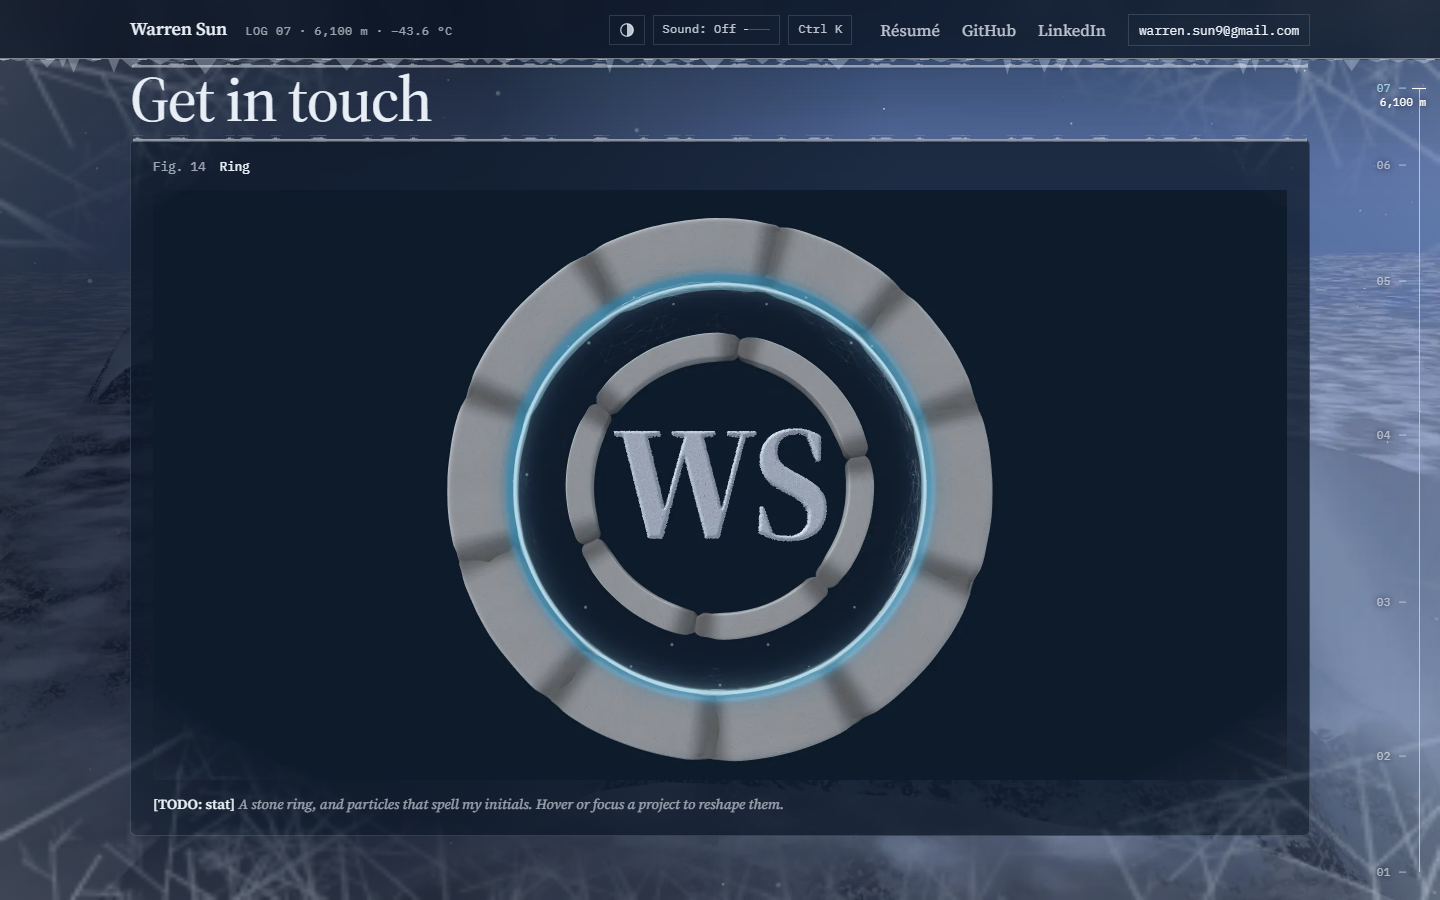 Warren Sun LOG 07 · 6,100 m · −43.6 °C Sound: Off Ctrl K Résumé GitHub LinkedIn warren.sun9@gmail.com
Get in touch
07
6,100 m
06
05
04
03
02
01
Fig. 14 Ring
WS
[TODO: stat] A stone ring, and particles that spell my initials. Hover or focus a project to reshape them.